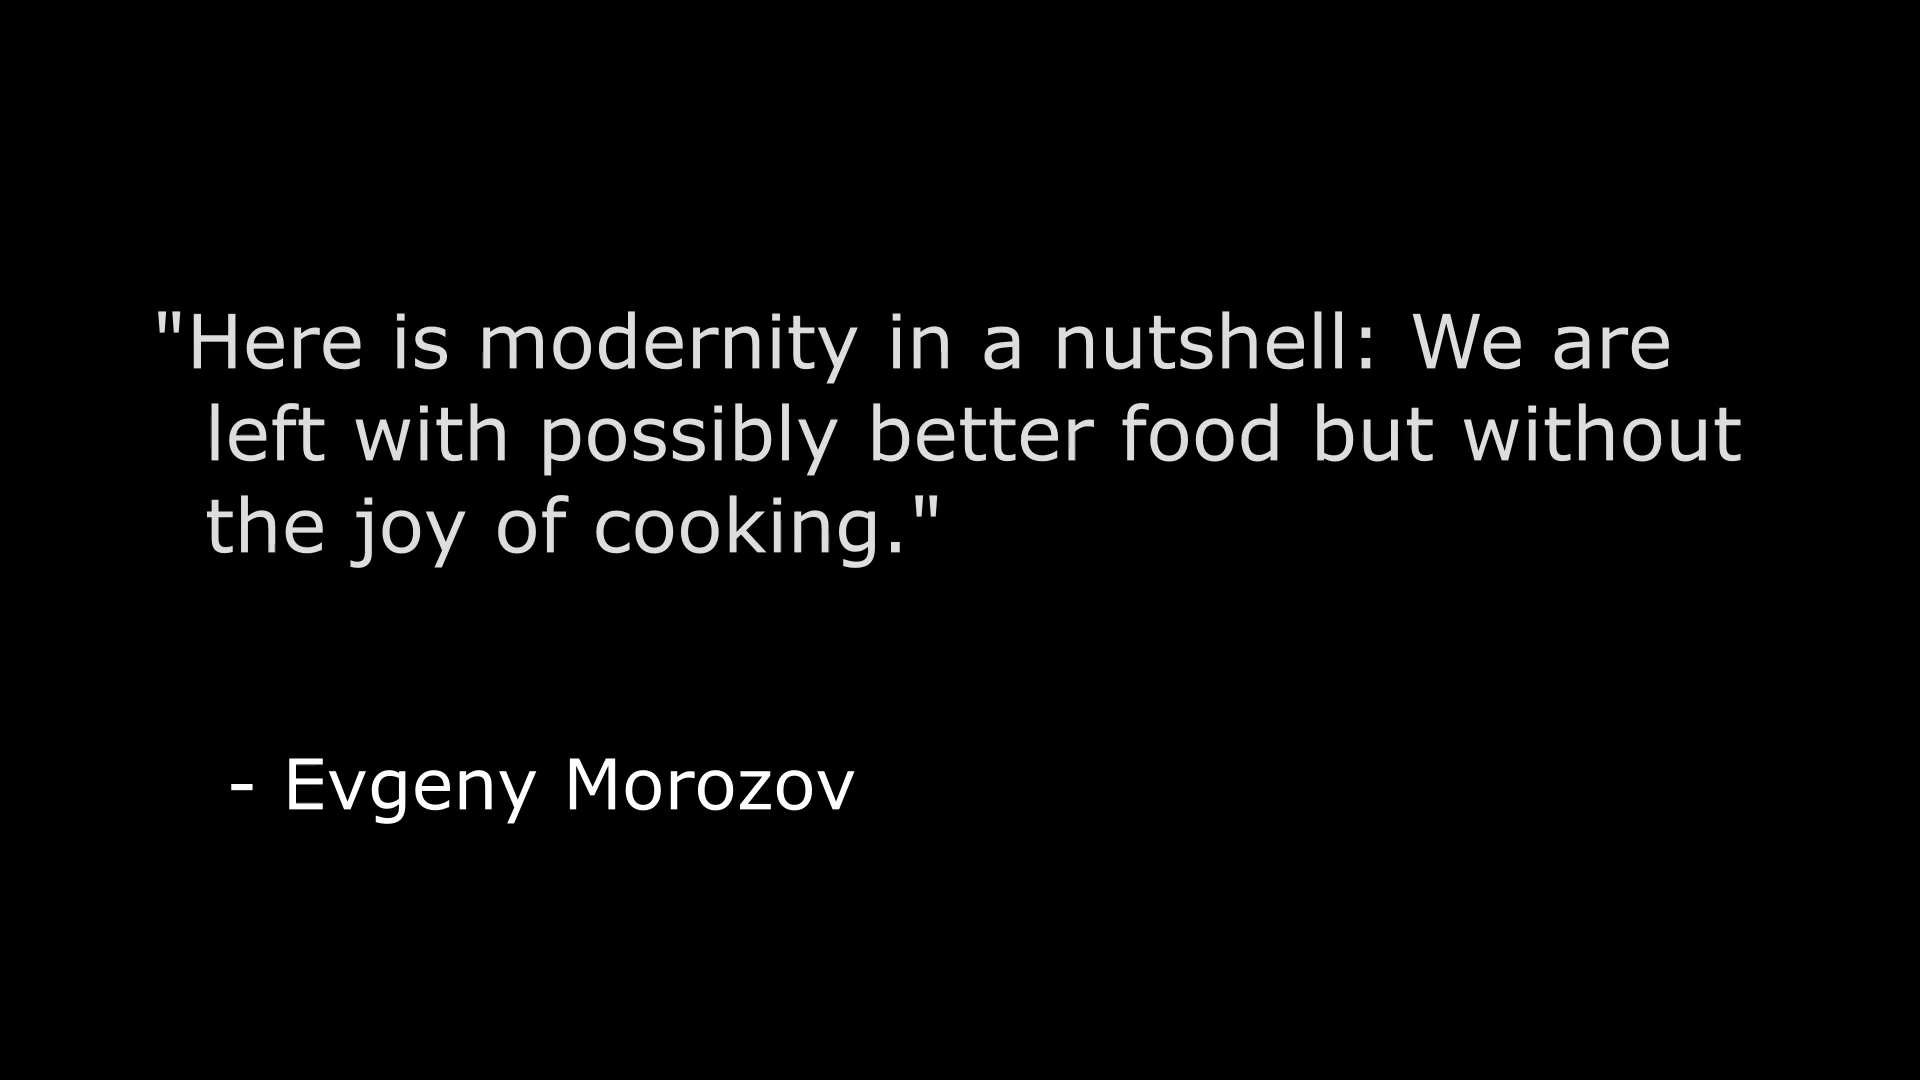 "Here is modernity in a nutshell: We are
left with possibly better food but without
the joy of cooking."
- Evgeny Morozov